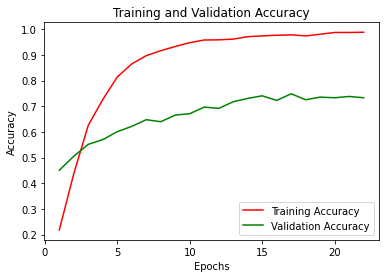 Training and Validation Accuracy
1.0
0.9
0.8
0.7
0.6
0.5
0.4
0.3
0.2
Accuracy
0
5
10
15
20
Epochs
Training Accuracy
Validation Accuracy